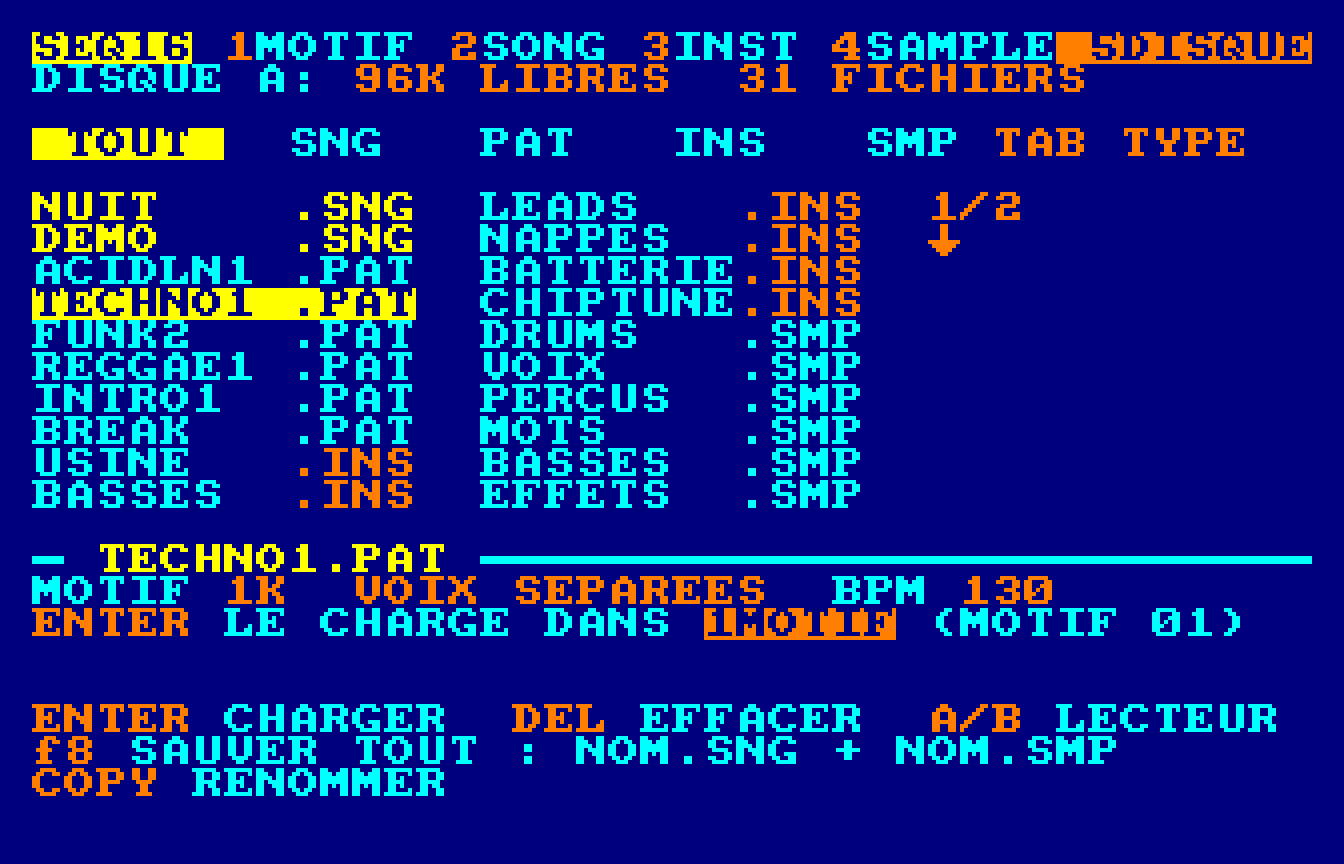 SEQ16 1MOTIF 2SONG 3INST 4SAMPLE 5DISQUE
DISQUE A: 96K LIBRES 31 FICHIERS
TOUT SNG PAT INS SMP TAB TYPE
NUIT .SNG LEADS .INS 1/2
DEMO .SNG NAPPES .INS ↓
ACIDLN1 .PAT BATTERIE.INS
TECHNO1 .PAT CHIPTUNE.INS
FUNK2 .PAT DRUMS .SMP
REGGAE1 .PAT VOIX .SMP
INTRO1 .PAT PERCUS .SMP
BREAK .PAT MOTS .SMP
USINE .INS BASSES .SMP
BASSES .INS EFFETS .SMP
— TECHNO1.PAT
MOTIF 1K VOIX SEPAREES BPM 130
ENTER LE CHARGE DANS 1MOTIF (MOTIF 01)
ENTER CHARGER DEL EFFACER A/B LECTEUR
f8 SAUVER TOUT : NOM.SNG + NOM.SMP
COPY RENOMMER